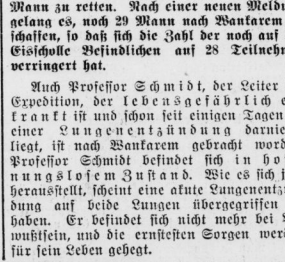 Mann zu retten. Nach einer neuen Meldu
gelang es, noch 29 Mann nach Wankarem
schaffen, so daß sich die Zahl der noch auf
Eisscholle Befindlichen auf 28 Teilneh
verringert hat.
Auch Professor Schmidt, der Leiter
Expedition, der lebensgefährlich e
krankt ist und schon seit einigen Tagen
einer Lungenentzündung darnie
liegt, ist nach Wankarem gebracht word
Professor Schmidt befindet sich in ho
nungslosem Zustand. Wie es sich j
herausstellt, scheint eine akute Lungenentz
dung auf beide Lungen übergegriffen
haben. Er befindet sich nicht mehr bei
wußtsein, und die ernstesten Sorgen wer
für sein Leben gehegt.